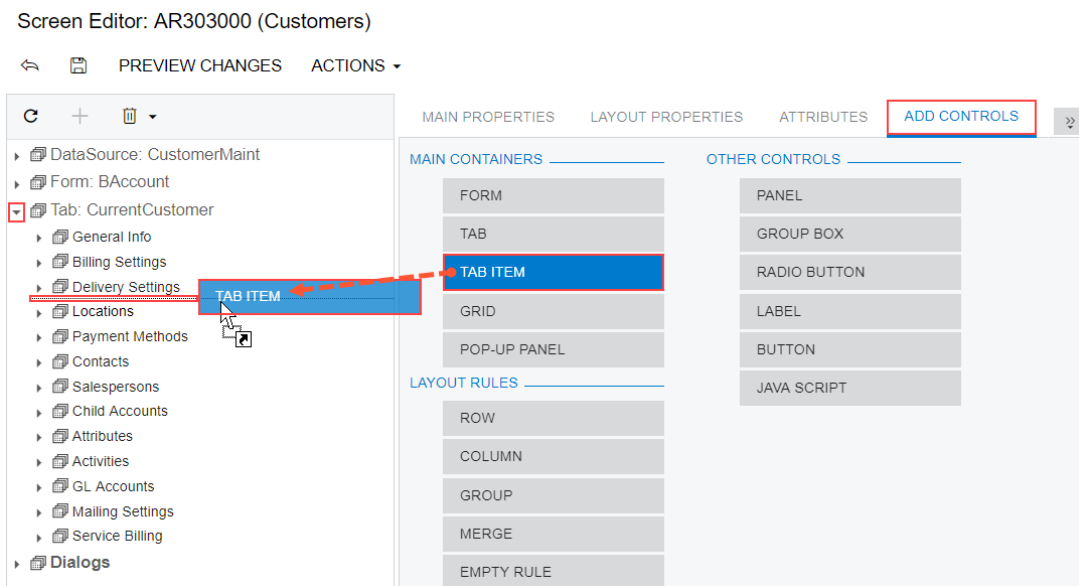 Screen Editor: AR303000 (Customers)
PREVIEW CHANGES ACTIONS
MAIN PROPERTIES LAYOUT PROPERTIES ATTRIBUTES ADD CONTROLS
DataSource: CustomerMaint
Form: BAccount
Tab: CurrentCustomer
General Info
Billing Settings
Delivery Settings
TAB ITEM
Locations
Payment Methods
Contacts
Salespersons
Child Accounts
Attributes
Activities
GL Accounts
Mailing Settings
Service Billing
Dialogs
MAIN CONTAINERS
FORM
TAB
TAB ITEM
GRID
POP-UP PANEL
LAYOUT RULES
ROW
COLUMN
GROUP
MERGE
EMPTY RULE
OTHER CONTROLS
PANEL
GROUP BOX
RADIO BUTTON
LABEL
BUTTON
JAVA SCRIPT